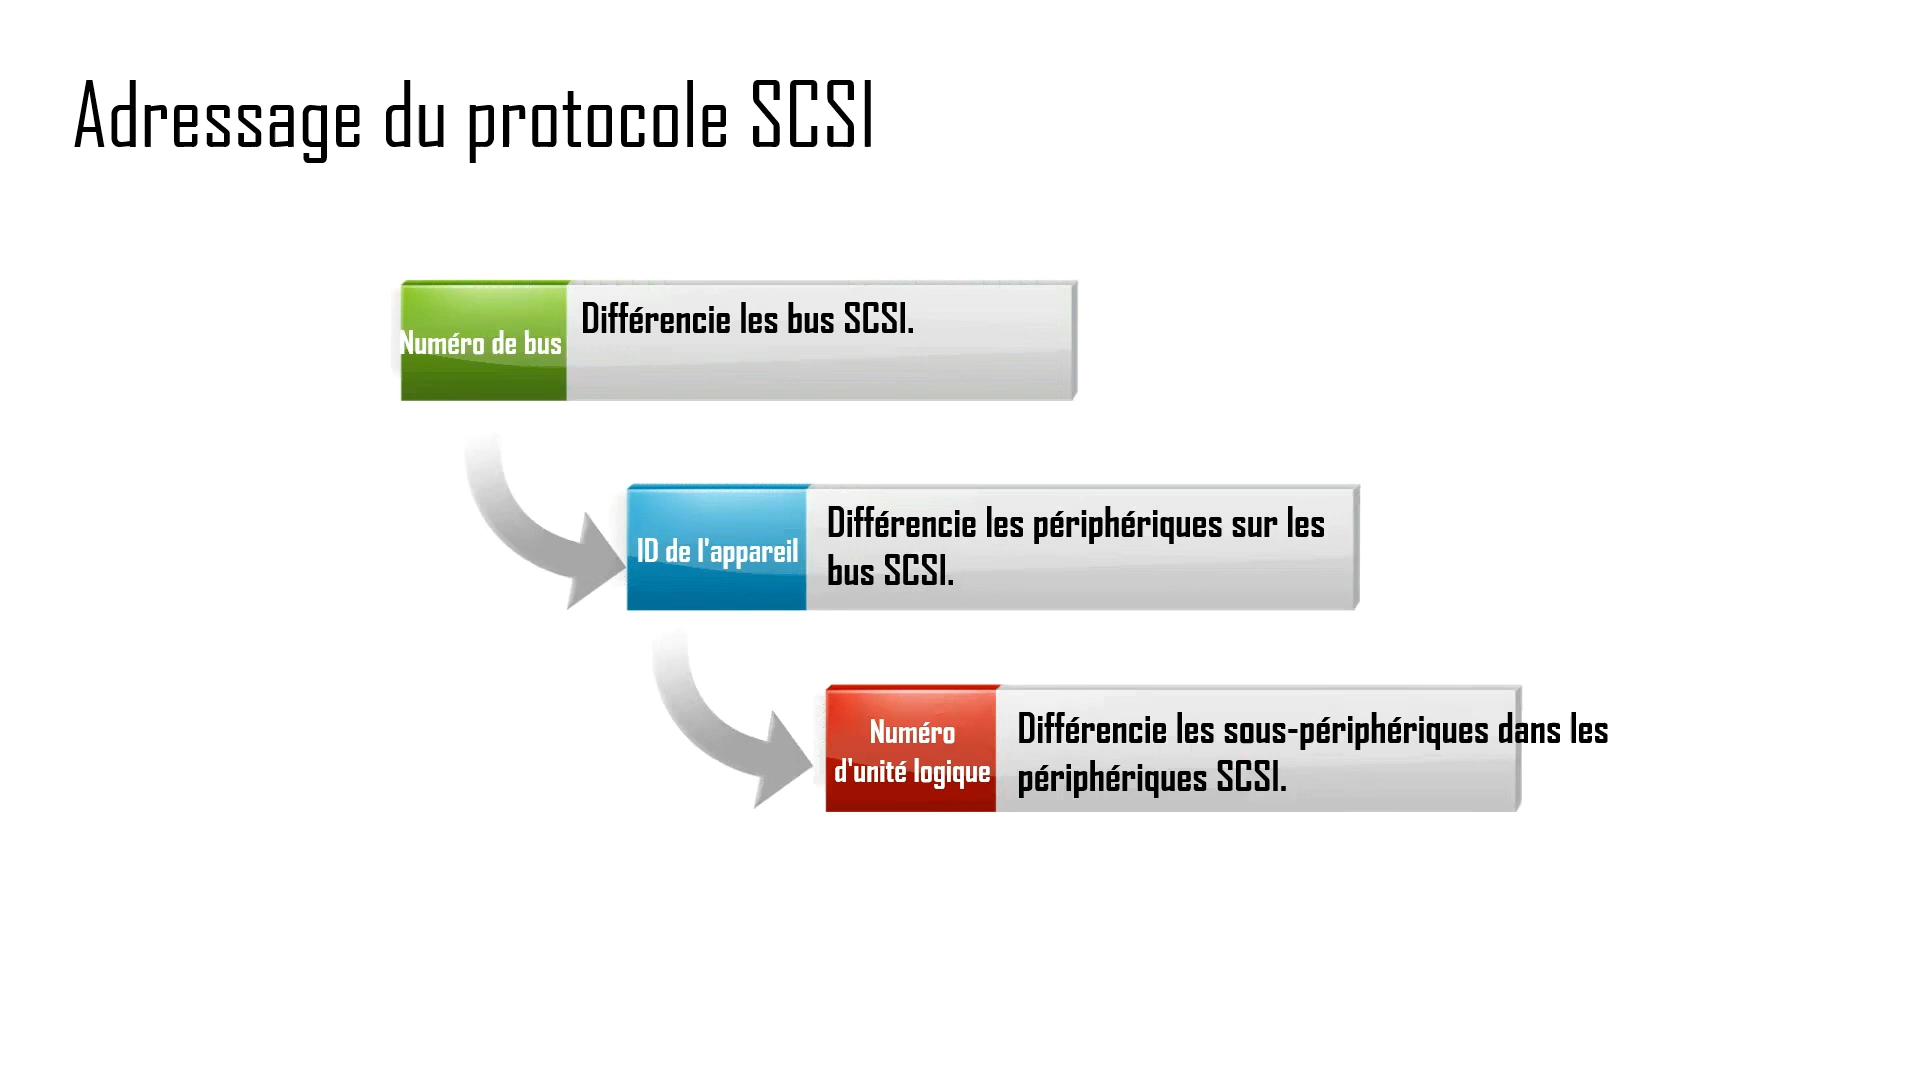 Adressage du protocole SCSI
Numéro de bus
Différencie les bus SCSI.
ID de l'appareil
Différencie les périphériques sur les
bus SCSI.
Numéro
d'unité logique
Différencie les sous-périphériques dans les
périphériques SCSI.